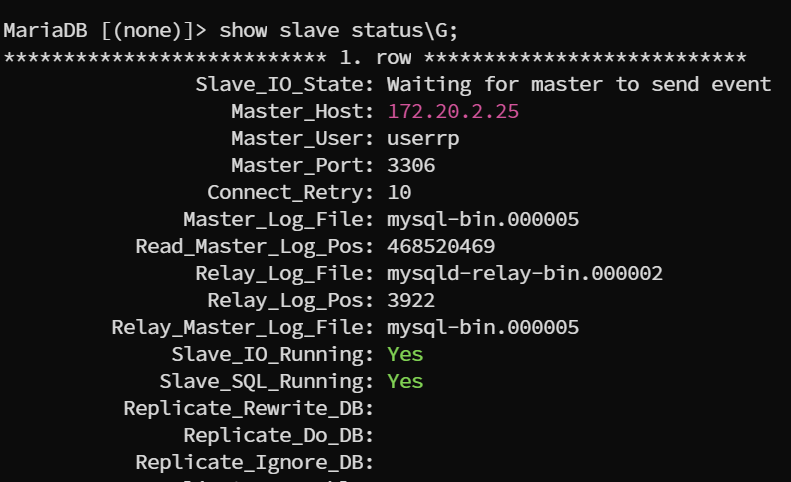 MariaDB [(none)]> show slave status\G;
*************************** 1. row ***************************
Slave_IO_State: Waiting for master to send event
Master_Host: 172.20.2.25
Master_User: userrp
Master_Port: 3306
Connect_Retry: 10
Master_Log_File: mysql-bin.000005
Read_Master_Log_Pos: 468520469
Relay_Log_File: mysqld-relay-bin.000002
Relay_Log_Pos: 3922
Relay_Master_Log_File: mysql-bin.000005
Slave_IO_Running: Yes
Slave_SQL_Running: Yes
Replicate_Rewrite_DB:
Replicate_Do_DB:
Replicate_Ignore_DB: